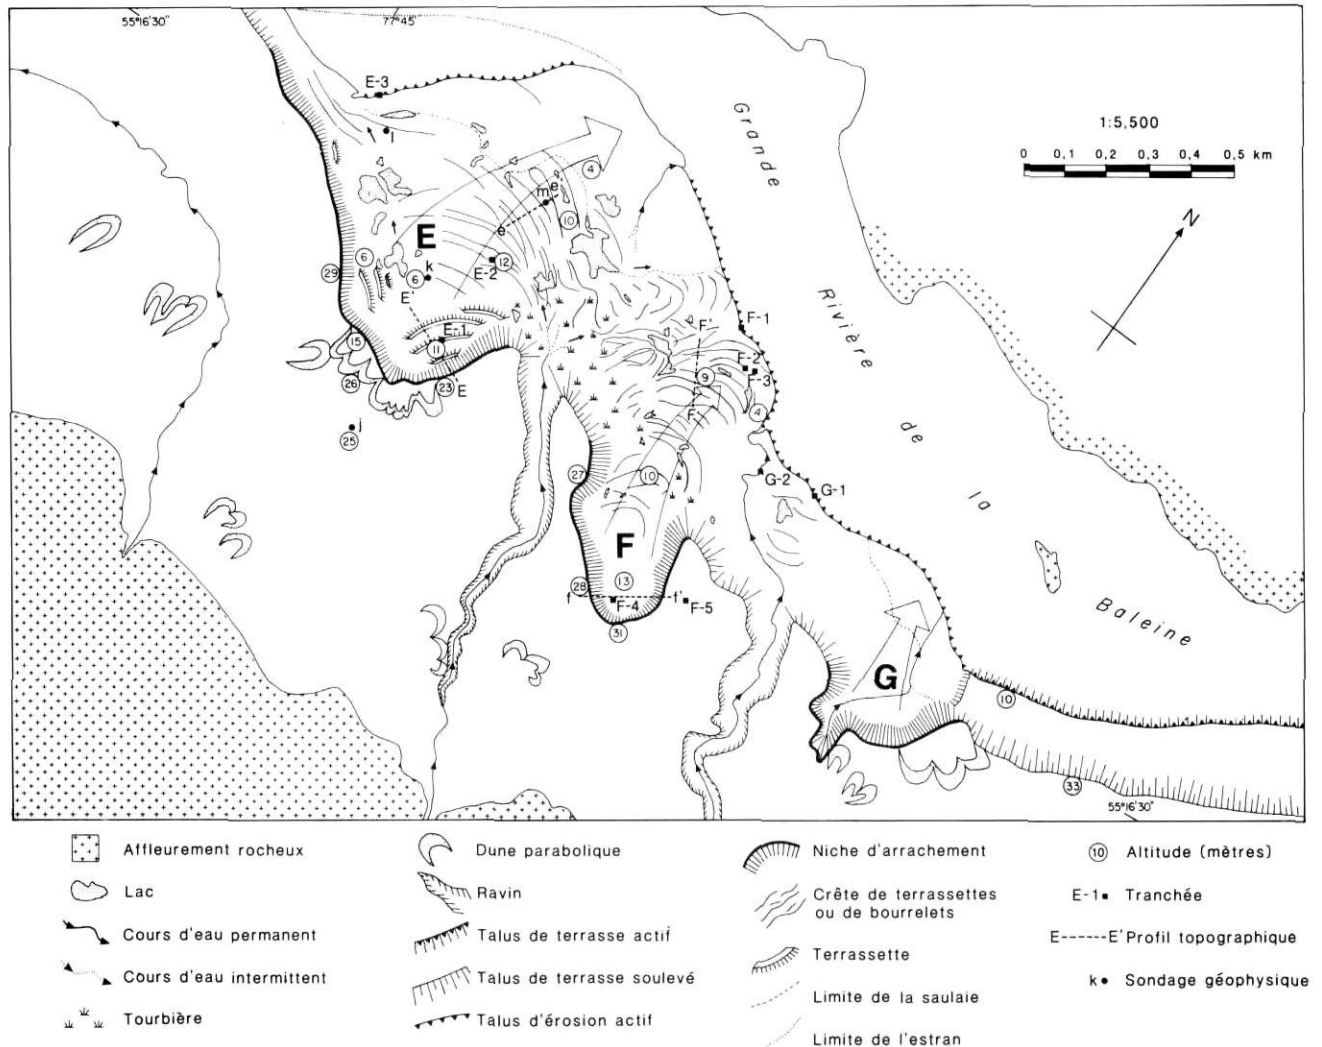 55°16'30"
77°45'
E-3
l
Grande
1:5,500
0 0,1 0,2 0,3 0,4 0,5 km
4
m
e'
N
E
10
e
6
29
k
6
E-2
12
E'
Rivière
E-1
F'
F-1
15
11
F-2
26
23
E
9
F-3
F
4
j
25
de
27
10
G-2
G-1
la
F
28
13
f
f'
F-4
F-5
Baleine
31
G
10
33
55°16'30"
Affleurement rocheux
Lac
Cours d'eau permanent
Cours d'eau intermittent
Tourbière
Dune parabolique
Ravin
Talus de terrasse actif
Talus de terrasse soulevé
Talus d'érosion actif
Niche d'arrachement
Crête de terrassettes
ou de bourrelets
Terrassette
Limite de la saulaie
Limite de l'estran
10 Altitude (mètres)
E-1 Tranchée
E------E' Profil topographique
k Sondage géophysique